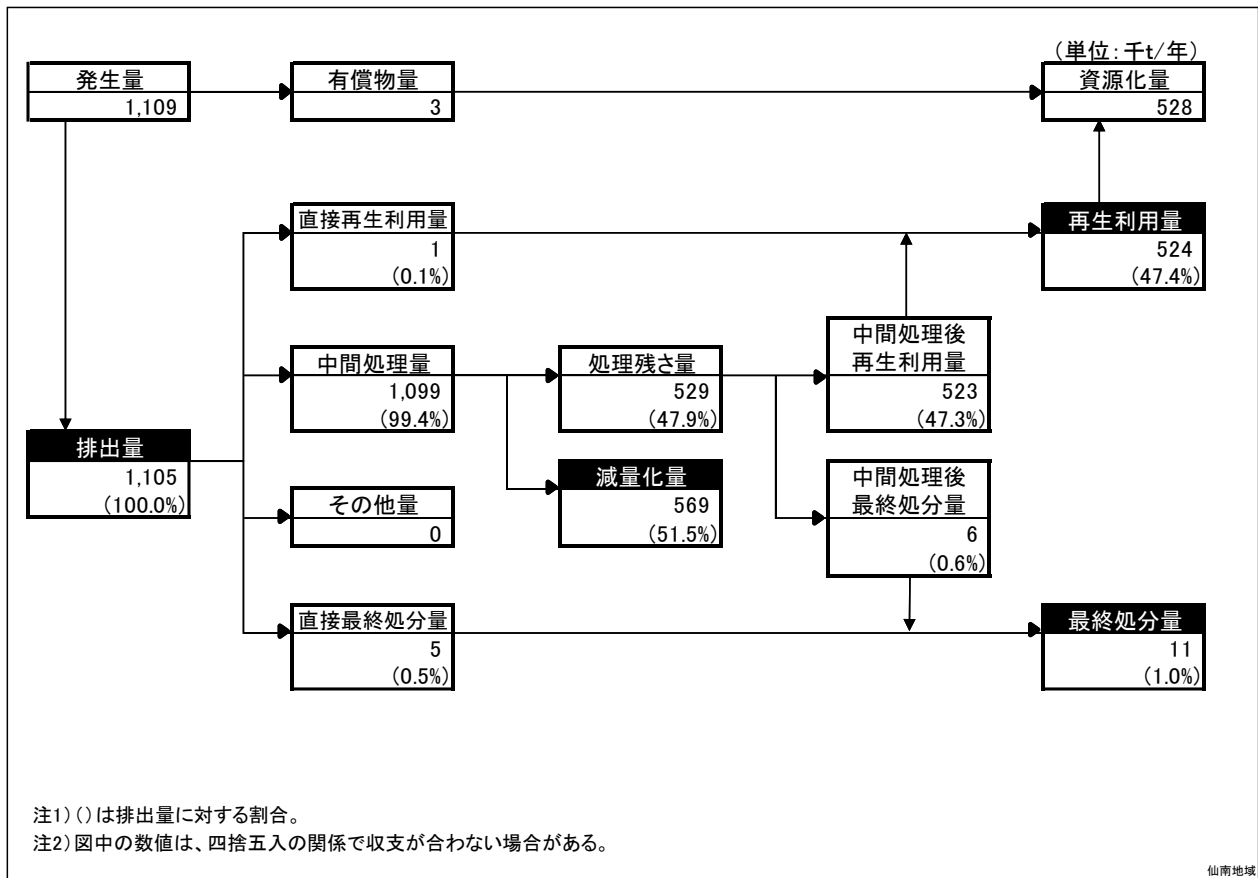 (単位:千t/年)
発生量
1,109
有償物量
3
資源化量
528
直接再生利用量
1
(0.1%)
再生利用量
524
(47.4%)
中間処理量
1,099
(99.4%)
処理残さ量
529
(47.9%)
中間処理後
再生利用量
523
(47.3%)
排出量
1,105
(100.0%)
減量化量
569
(51.5%)
中間処理後
最終処分量
6
(0.6%)
その他量
0
直接最終処分量
5
(0.5%)
最終処分量
11
(1.0%)
注1)()は排出量に対する割合。
注2)図中の数値は、四捨五入の関係で収支が合わない場合がある。
仙南地域